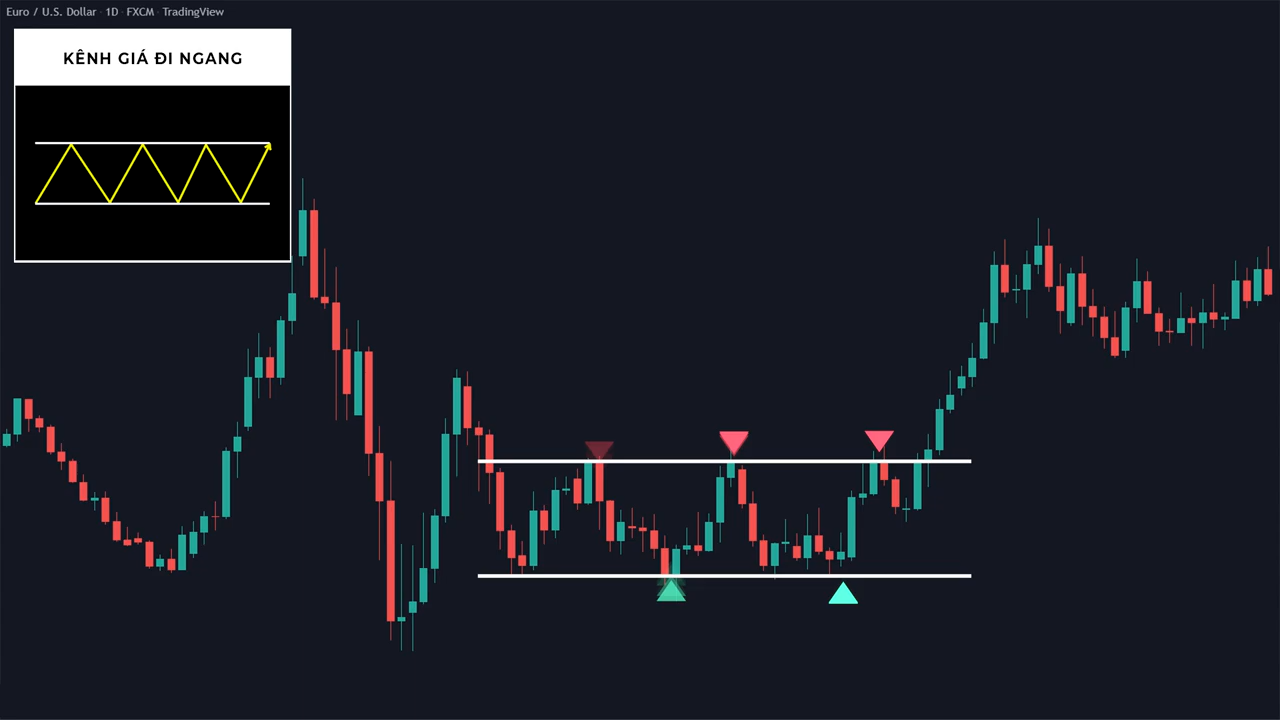 Euro / U.S. Dollar · 1D · FXCM · TradingView
KÊNH GIÁ ĐI NGANG